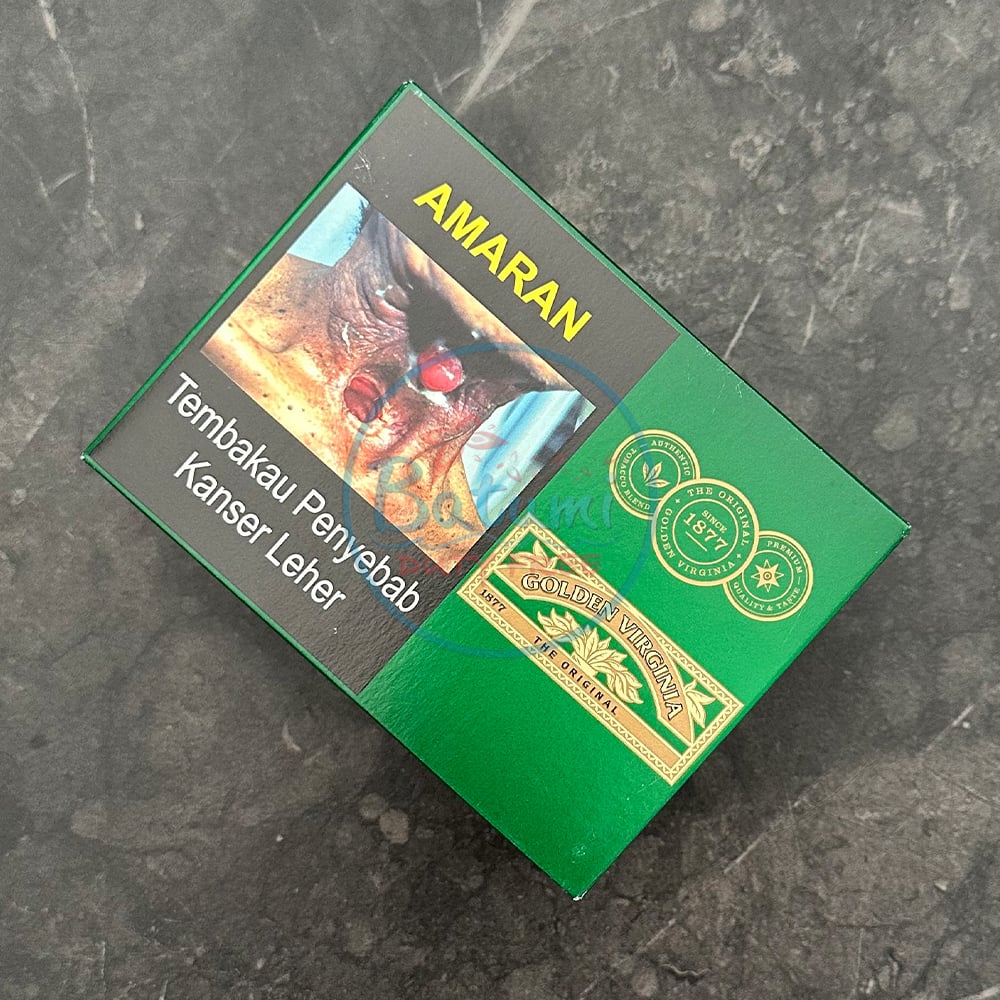 AMARAN
Tembakau Penyebab
Kanser Leher
AUTHENTIC
TOBACCO BLEND
THE ORIGINAL
SINCE
1877
GOLDEN VIRGINIA
PREMIUM
QUALITY & TASTE
GOLDEN VIRGINIA
1877
THE ORIGINAL
Batumi